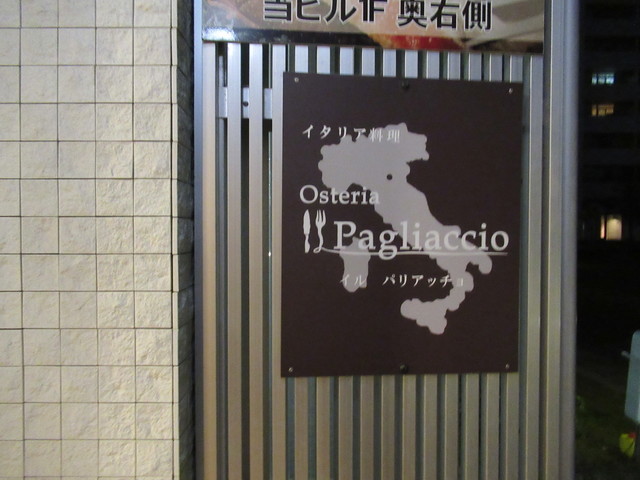 当ビル1F 奥右側
イタリア料理
Osteria
Pagliaccio
イル パリアッチョ